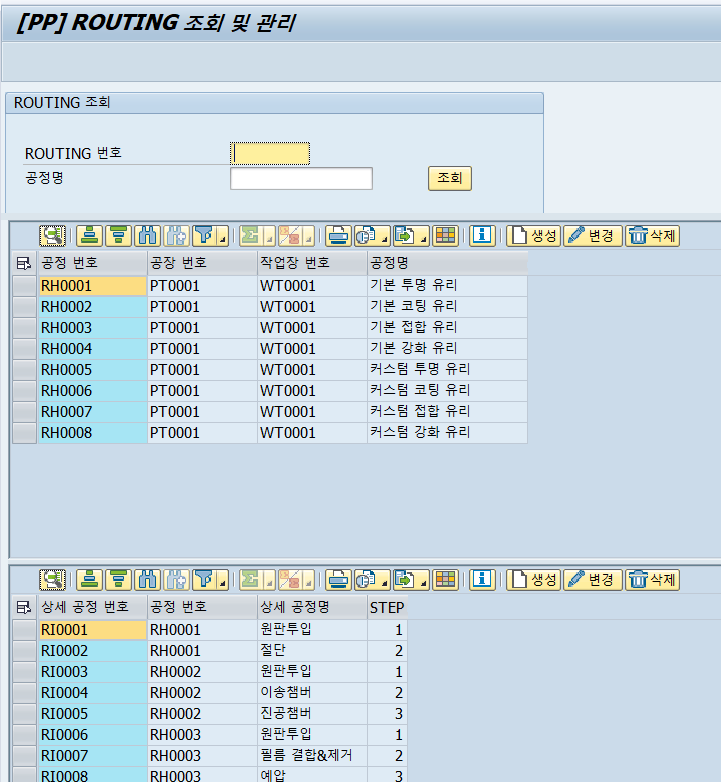 [PP] ROUTING 조회 및 관리
ROUTING 조회
ROUTING 번호
공정명
조회
생성 변경 삭제
공정 번호 공장 번호 작업장 번호 공정명
RH0001 PT0001 WT0001 기본 투명 유리
RH0002 PT0001 WT0001 기본 코팅 유리
RH0003 PT0001 WT0001 기본 접합 유리
RH0004 PT0001 WT0001 기본 강화 유리
RH0005 PT0001 WT0001 커스텀 투명 유리
RH0006 PT0001 WT0001 커스텀 코팅 유리
RH0007 PT0001 WT0001 커스텀 접합 유리
RH0008 PT0001 WT0001 커스텀 강화 유리
생성 변경 삭제
상세 공정 번호 공정 번호 상세 공정명 STEP
RI0001 RH0001 원판투입 1
RI0002 RH0001 절단 2
RI0003 RH0002 원판투입 1
RI0004 RH0002 이송챔버 2
RI0005 RH0002 진공챔버 3
RI0006 RH0003 원판투입 1
RI0007 RH0003 필름 결합&제거 2
RI0008 RH0003 예압 3